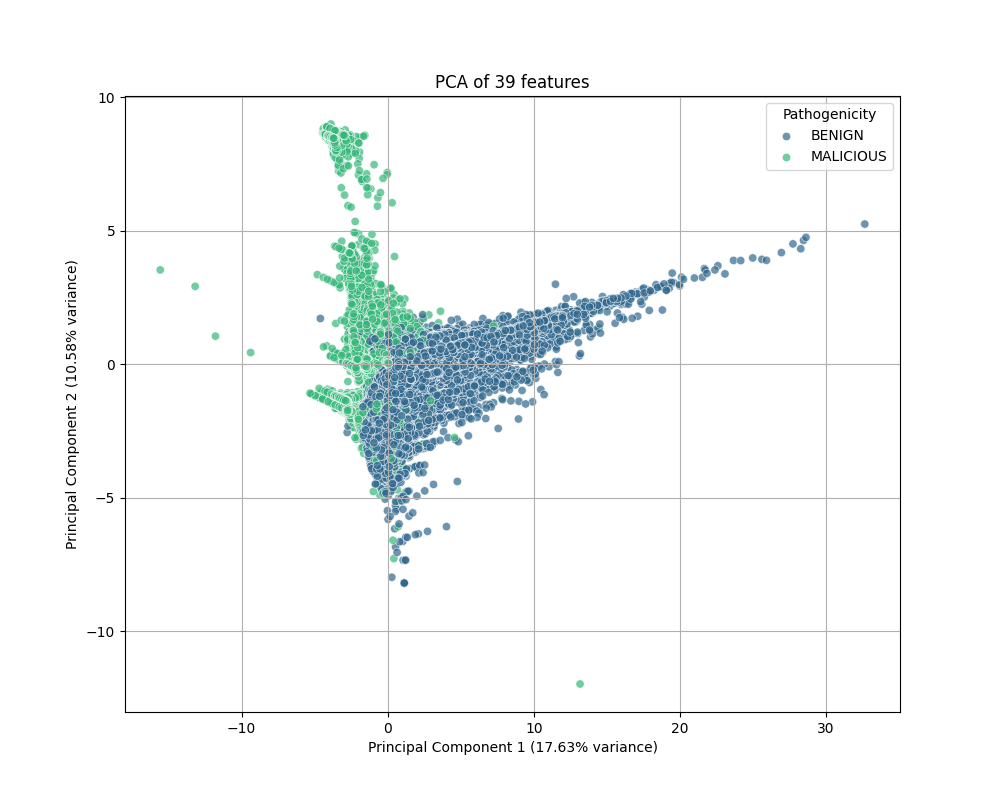 PCA of 39 features
Pathogenicity
BENIGN
MALICIOUS
10
5
0
−5
−10
Principal Component 2 (10.58% variance)
−10
0
10
20
30
Principal Component 1 (17.63% variance)